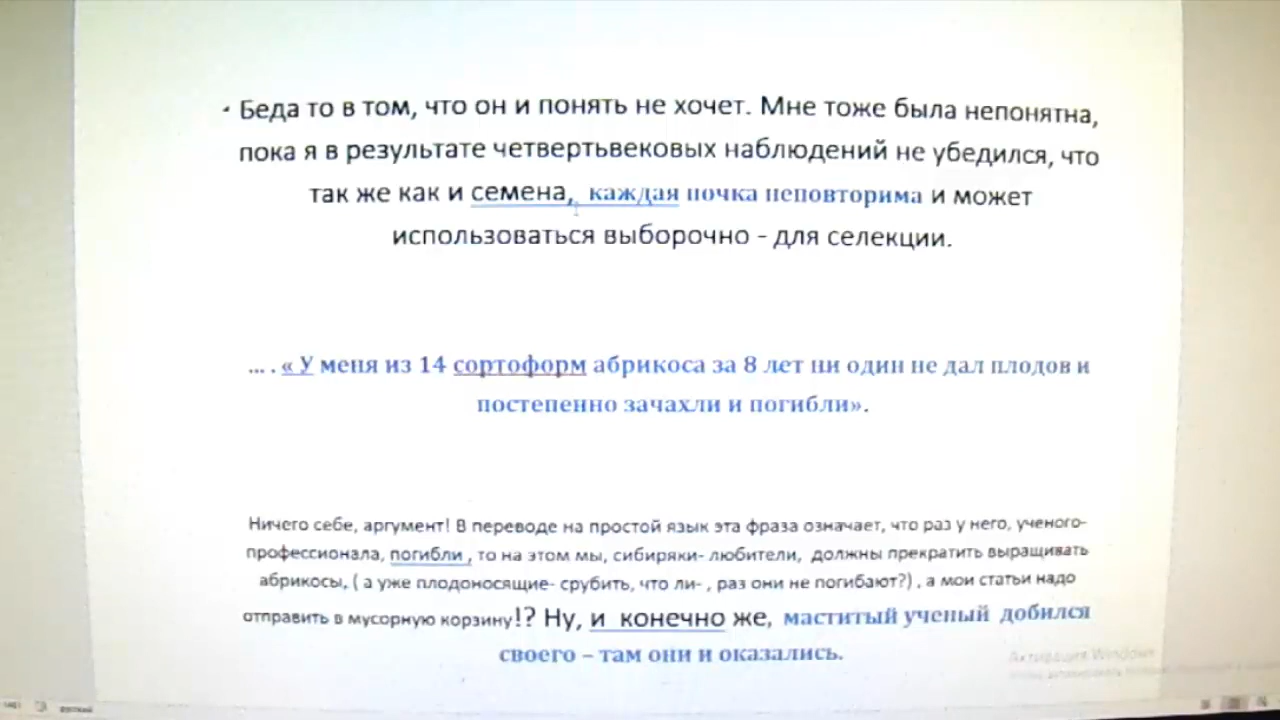 • Беда то в том, что он и понять не хочет. Мне тоже была непонятна,
пока я в результате четвертьвековых наблюдений не убедился, что
так же как и семена, каждая почка неповторима и может
использоваться выборочно - для селекции.
... . « У меня из 14 сортоформ абрикоса за 8 лет ни один не дал плодов и
постепенно зачахли и погибли».
Ничего себе, аргумент! В переводе на простой язык эта фраза означает, что раз у него, ученого-
профессионала, погибли , то на этом мы, сибиряки- любители, должны прекратить выращивать
абрикосы, ( а уже плодоносящие- срубить, что ли- , раз они не погибают?) , а мои статьи надо
отправить в мусорную корзину!? Ну, и конечно же, маститый ученый добился
своего – там они и оказались.
Активация Windows
русский